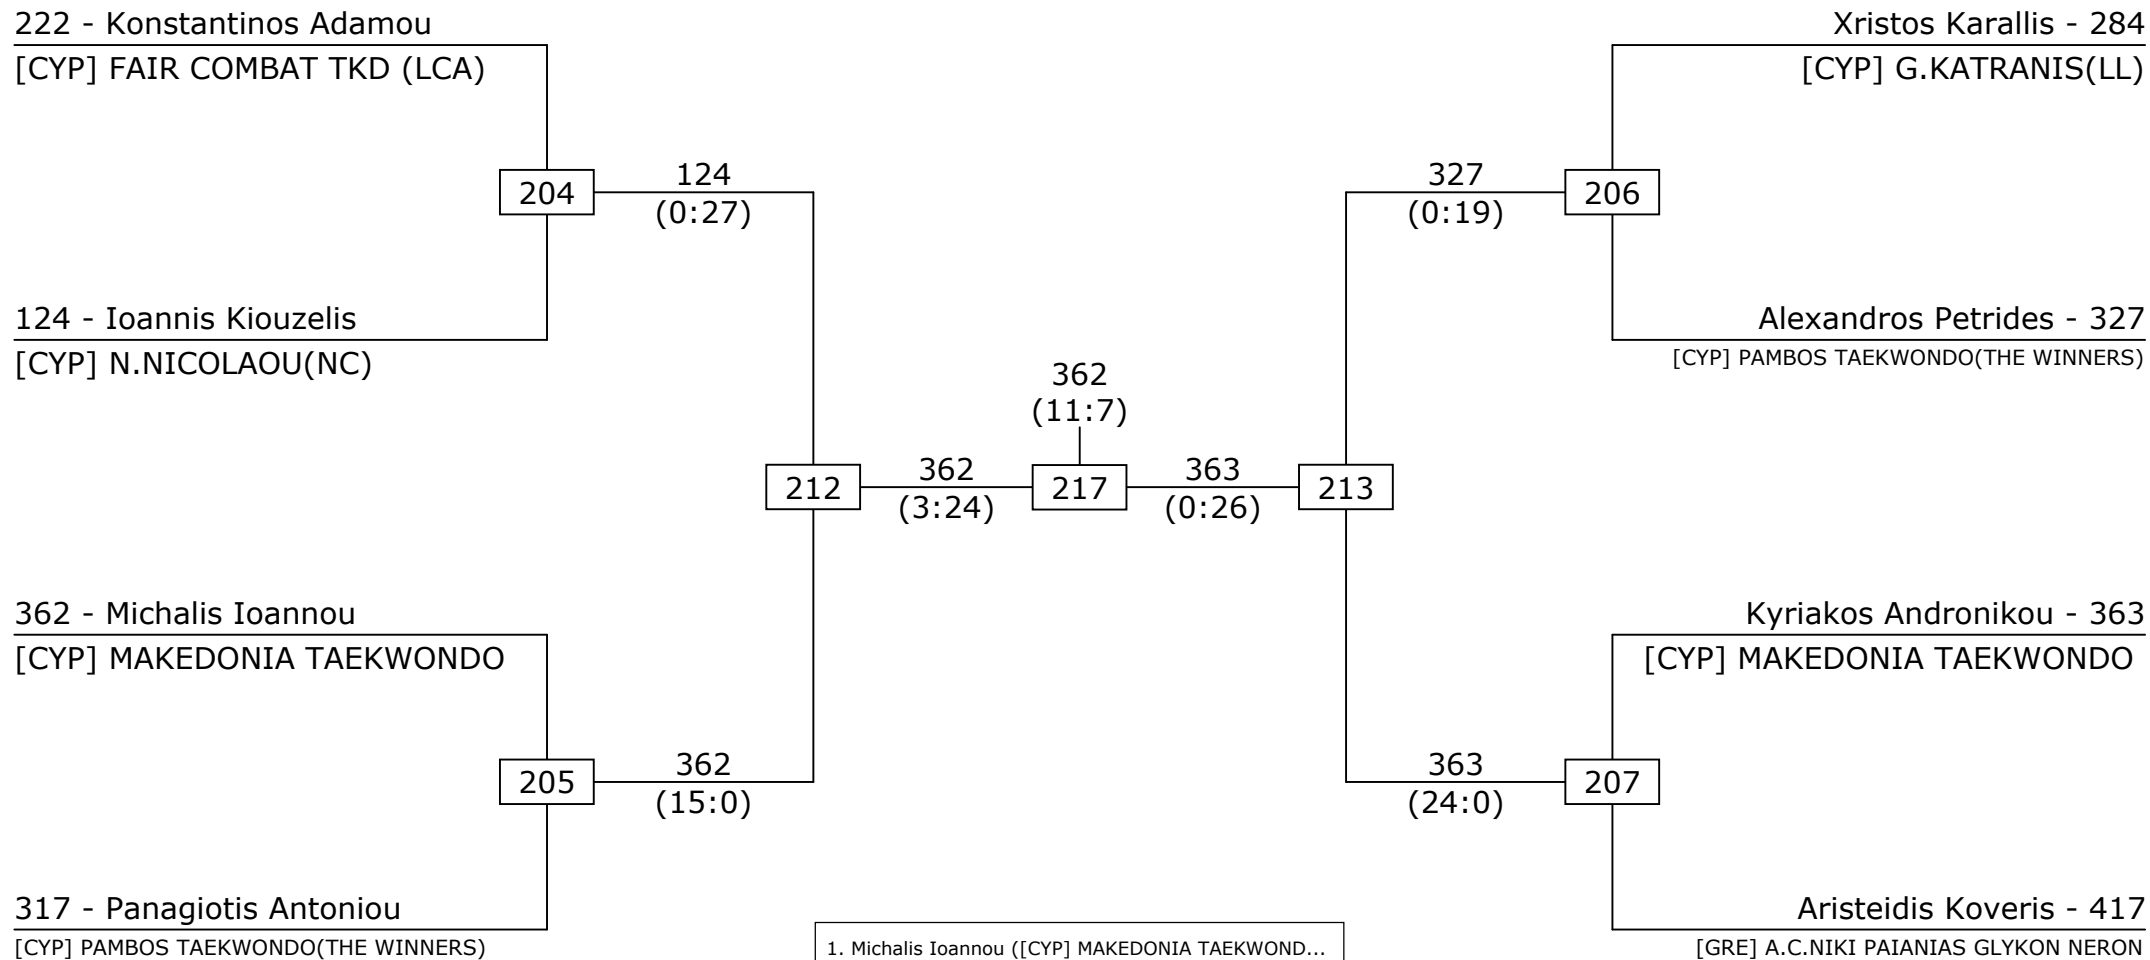 222 - Konstantinos Adamou
[CYP] FAIR COMBAT TKD (LCA)
204
124
(0:27)
124 - Ioannis Kiouzelis
[CYP] N.NICOLAOU(NC)
362 - Michalis Ioannou
[CYP] MAKEDONIA TAEKWONDO
205
362
(15:0)
317 - Panagiotis Antoniou
[CYP] PAMBOS TAEKWONDO(THE WINNERS)
212
362
(3:24)
362
(11:7)
217
363
(0:26)
213
Xristos Karallis - 284
[CYP] G.KATRANIS(LL)
327
(0:19)
206
Alexandros Petrides - 327
[CYP] PAMBOS TAEKWONDO(THE WINNERS)
Kyriakos Andronikou - 363
[CYP] MAKEDONIA TAEKWONDO
363
(24:0)
207
Aristeidis Koveris - 417
[GRE] A.C.NIKI PAIANIAS GLYKON NERON
1. Michalis Ioannou ([CYP] MAKEDONIA TAEKWOND...